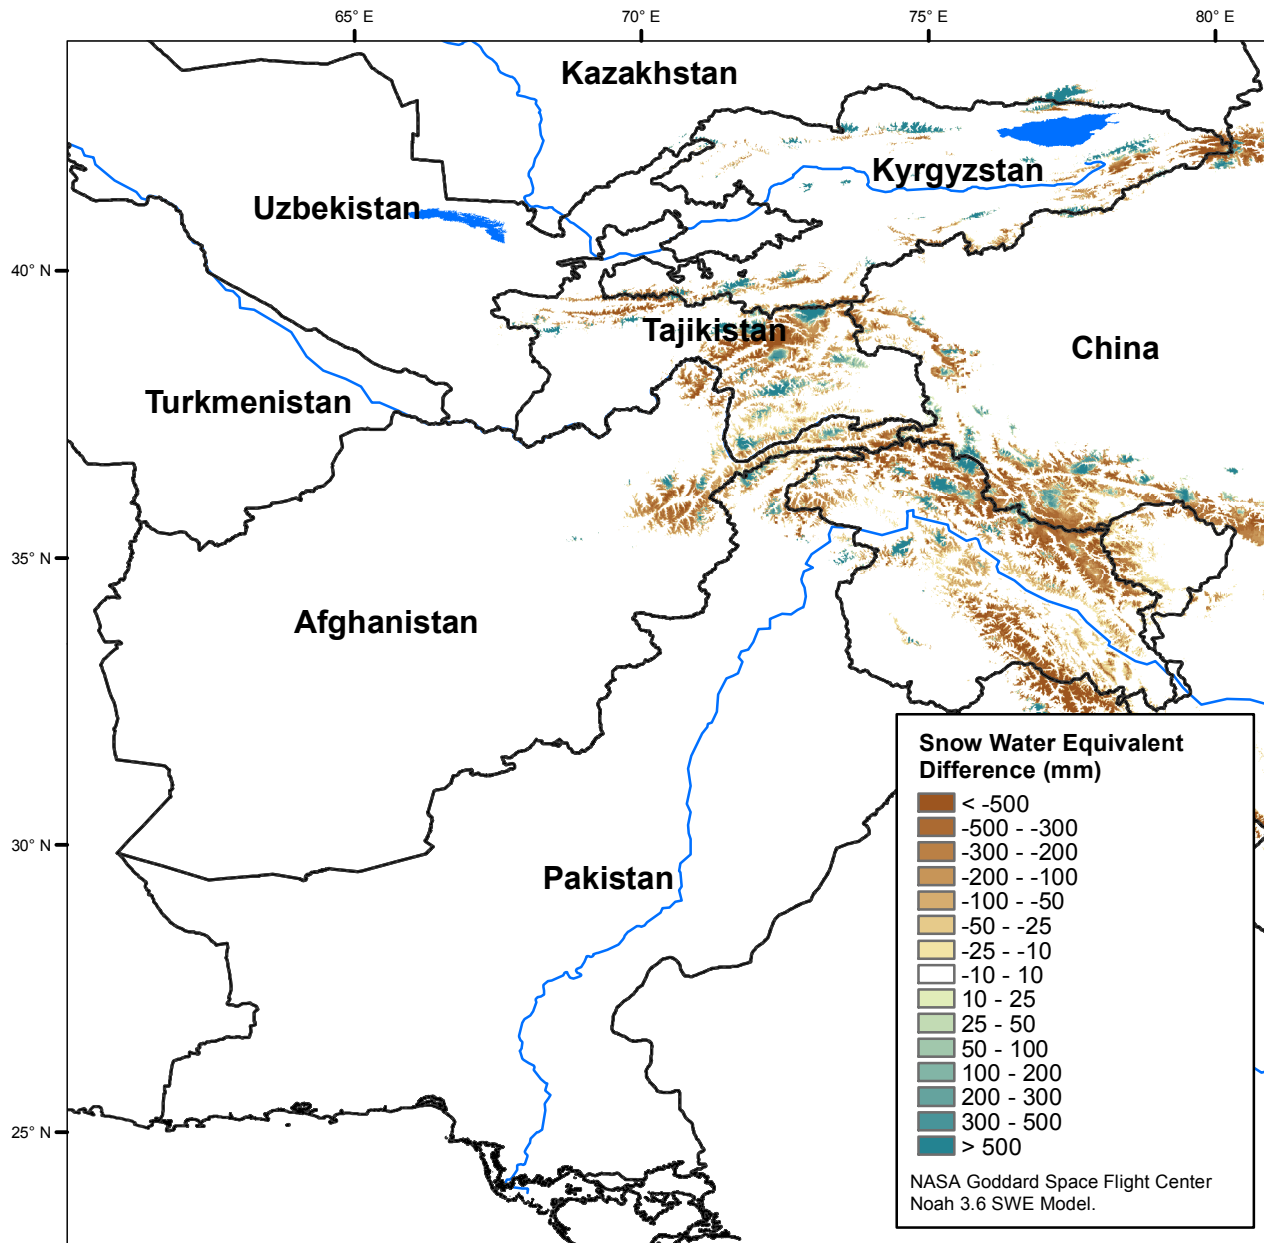 65° E
70° E
75° E
80° E
Kazakhstan
Kyrgyzstan
Uzbekistan
40° N
Tajikistan
China
Turkmenistan
35° N
Afghanistan
Snow Water Equivalent
Difference (mm)
< -500
-500 - -300
-300 - -200
-200 - -100
-100 - -50
-50 - -25
-25 - -10
-10 - 10
10 - 25
25 - 50
50 - 100
100 - 200
200 - 300
300 - 500
> 500
NASA Goddard Space Flight Center
Noah 3.6 SWE Model.
30° N
Pakistan
25° N